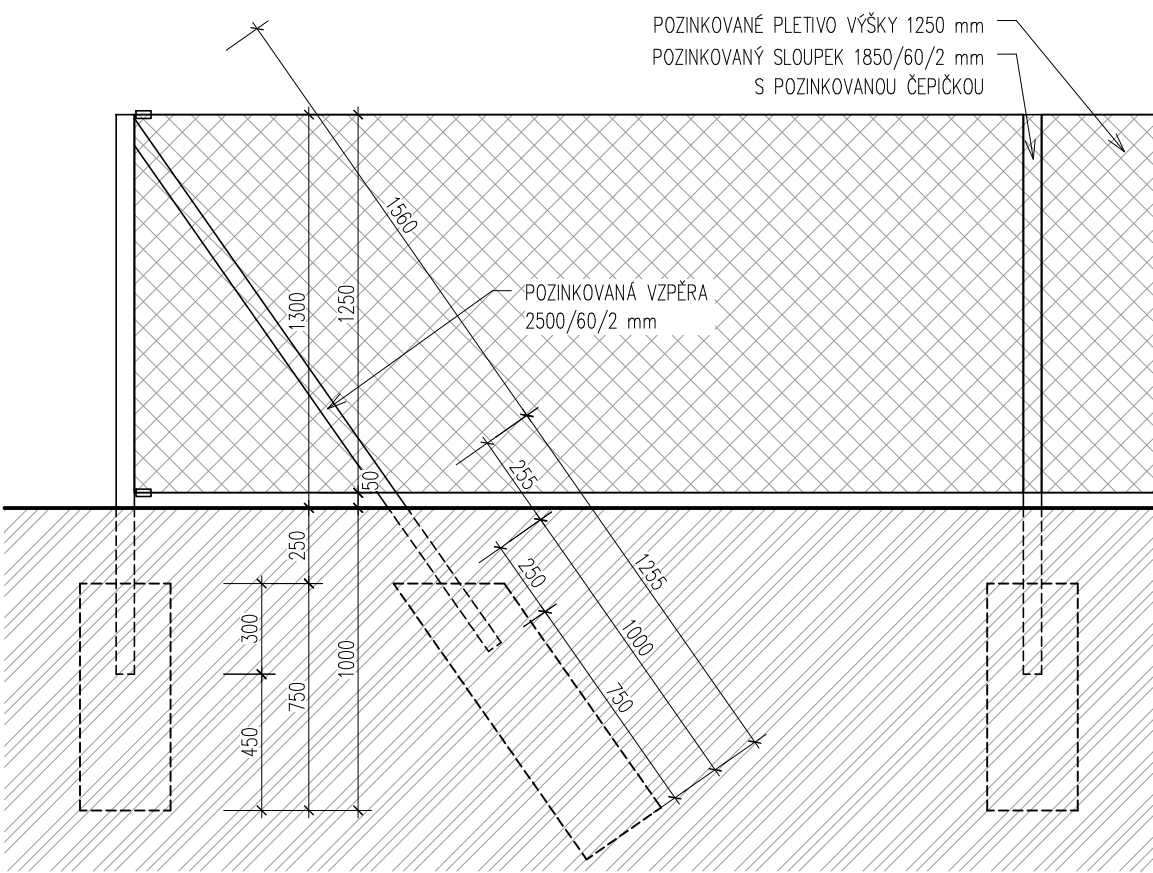 POZINKOVANÉ PLETIVO VÝŠKY 1250 mm
POZINKOVANÝ SLOUPEK 1850/60/2 mm
S POZINKOVANOU ČEPIČKOU
1560
1300
1250
POZINKOVANÁ VZPĚRA
2500/60/2 mm
50
255
250
250
1255
300
1000
1000
750
750
450